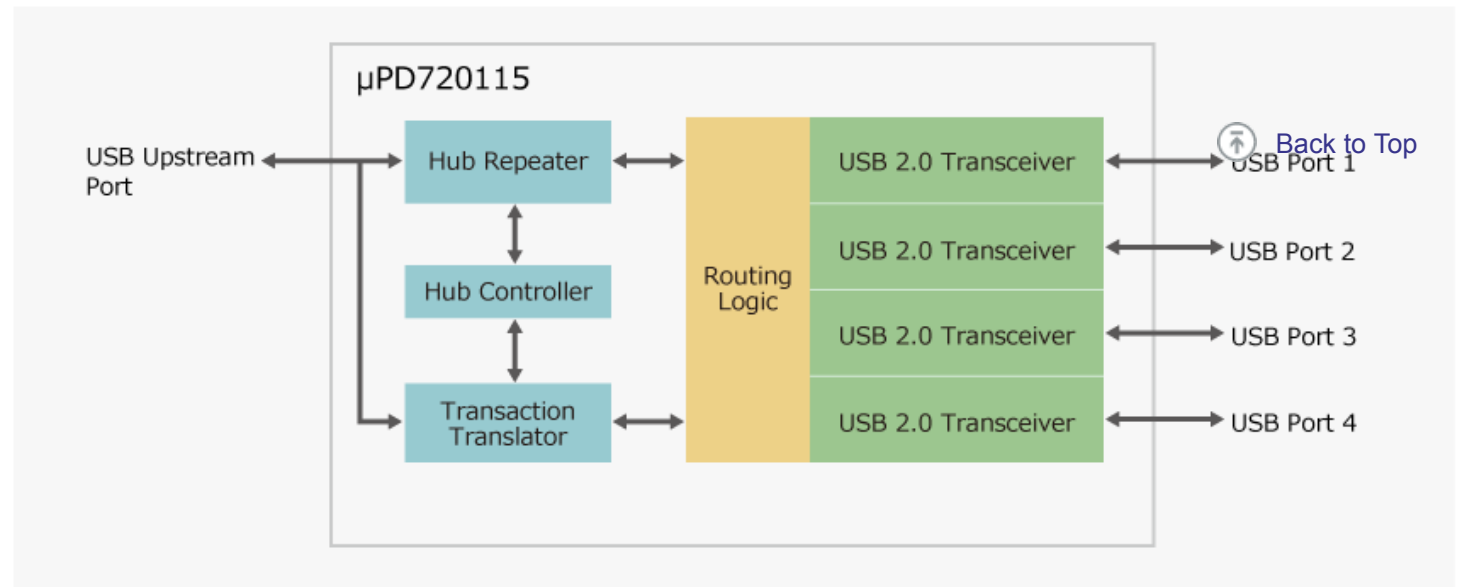 µPD720115
USB Upstream
Port
Hub Repeater
Hub Controller
Transaction
Translator
Routing
Logic
USB 2.0 Transceiver
USB 2.0 Transceiver
USB 2.0 Transceiver
USB 2.0 Transceiver
Back to Top
USB Port 1
USB Port 2
USB Port 3
USB Port 4